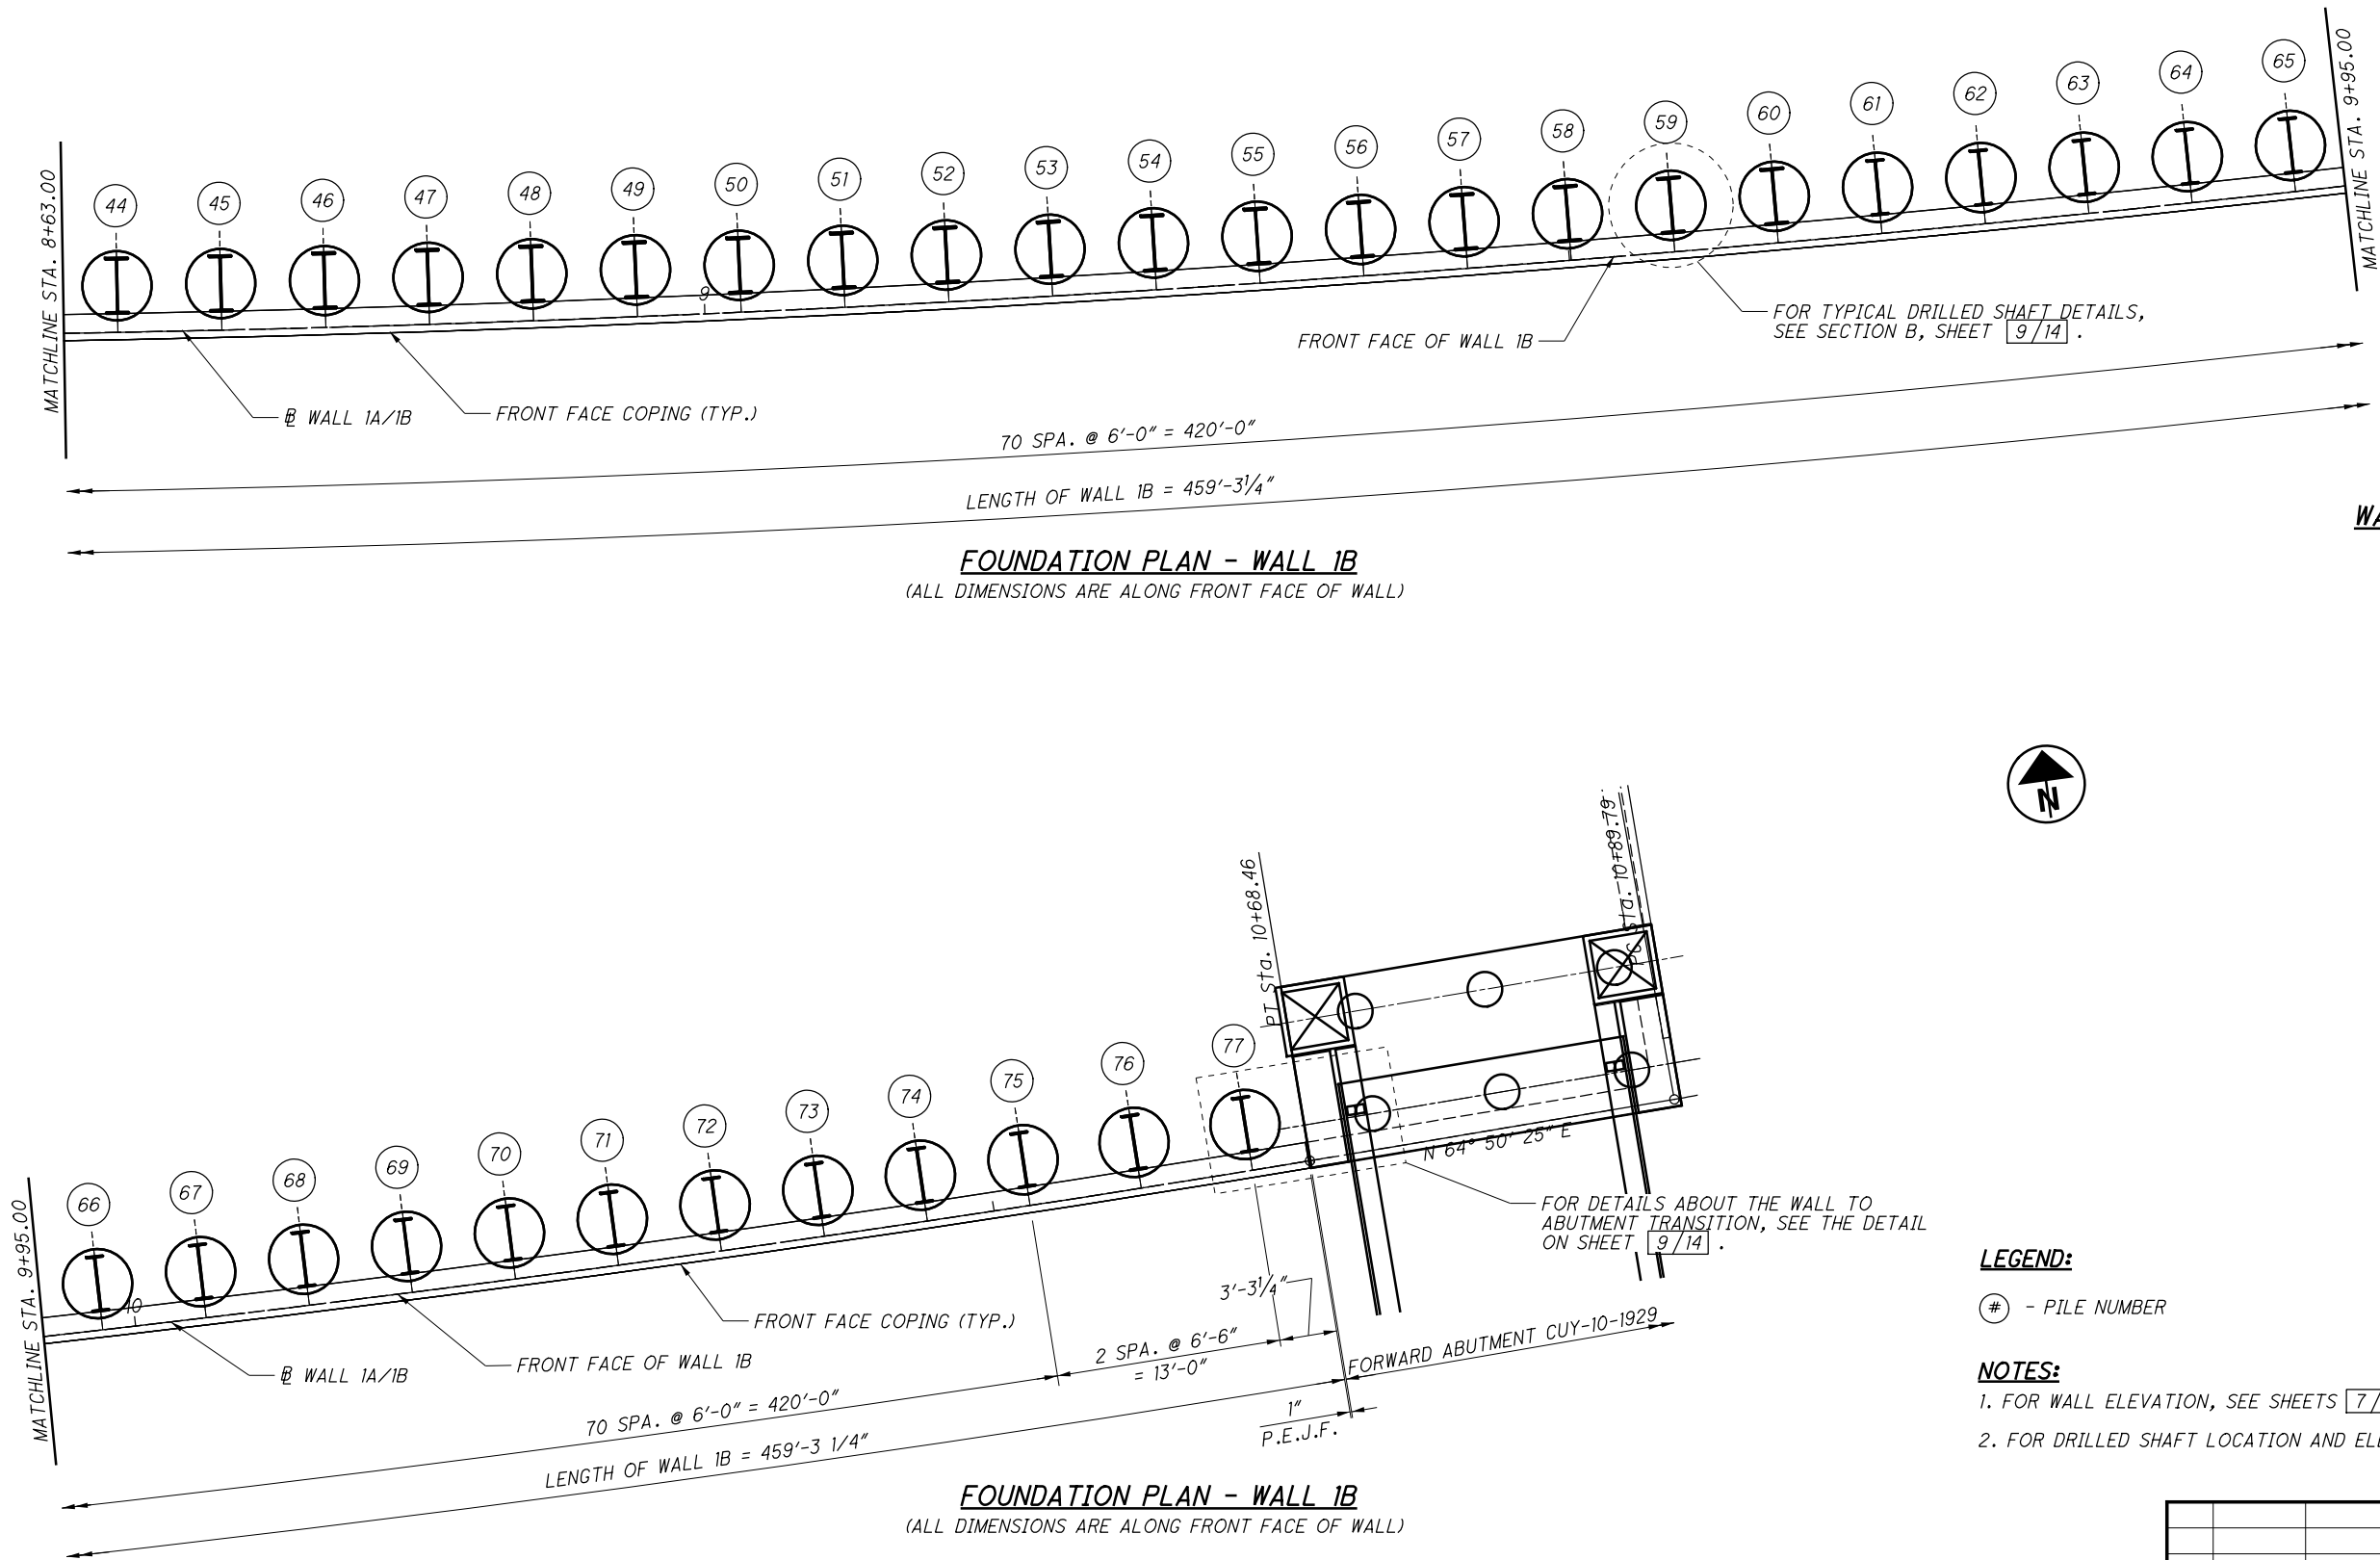 MATCHLINE STA. 8+63.00
44
45
46
47
48
49
50
51
52
53
54
55
56
57
58
59
60
61
62
63
64
65
MATCHLINE STA. 9+95.00
9
FOR TYPICAL DRILLED SHAFT DETAILS,
SEE SECTION B, SHEET 9/14 .
FRONT FACE OF WALL 1B
℄ WALL 1A/1B
FRONT FACE COPING (TYP.)
70 SPA. @ 6'-0" = 420'-0"
LENGTH OF WALL 1B = 459'-3 1/4"
WA
FOUNDATION PLAN - WALL 1B
(ALL DIMENSIONS ARE ALONG FRONT FACE OF WALL)
N
MATCHLINE STA. 9+95.00
66
67
68
69
70
71
72
73
74
75
76
77
10
PT Sta. 10+68.46
PC Sta. 10+89.79
N 64° 50' 25" E
FOR DETAILS ABOUT THE WALL TO
ABUTMENT TRANSITION, SEE THE DETAIL
ON SHEET 9/14 .
3'-3 1/4"
FRONT FACE COPING (TYP.)
FRONT FACE OF WALL 1B
℄ WALL 1A/1B
2 SPA. @ 6'-6"
= 13'-0"
FORWARD ABUTMENT CUY-10-1929
70 SPA. @ 6'-0" = 420'-0"
1"
P.E.J.F.
LENGTH OF WALL 1B = 459'-3 1/4"
FOUNDATION PLAN - WALL 1B
(ALL DIMENSIONS ARE ALONG FRONT FACE OF WALL)
LEGEND:
# - PILE NUMBER
NOTES:
1. FOR WALL ELEVATION, SEE SHEETS 7/
2. FOR DRILLED SHAFT LOCATION AND ELE